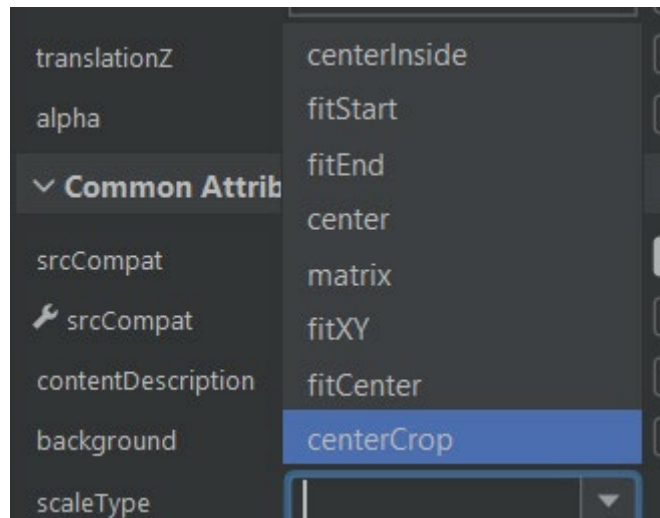 translationZ
alpha
Common Attrib
srcCompat
srcCompat
contentDescription
background
scaleType
centerInside
fitStart
fitEnd
center
matrix
fitXY
fitCenter
centerCrop